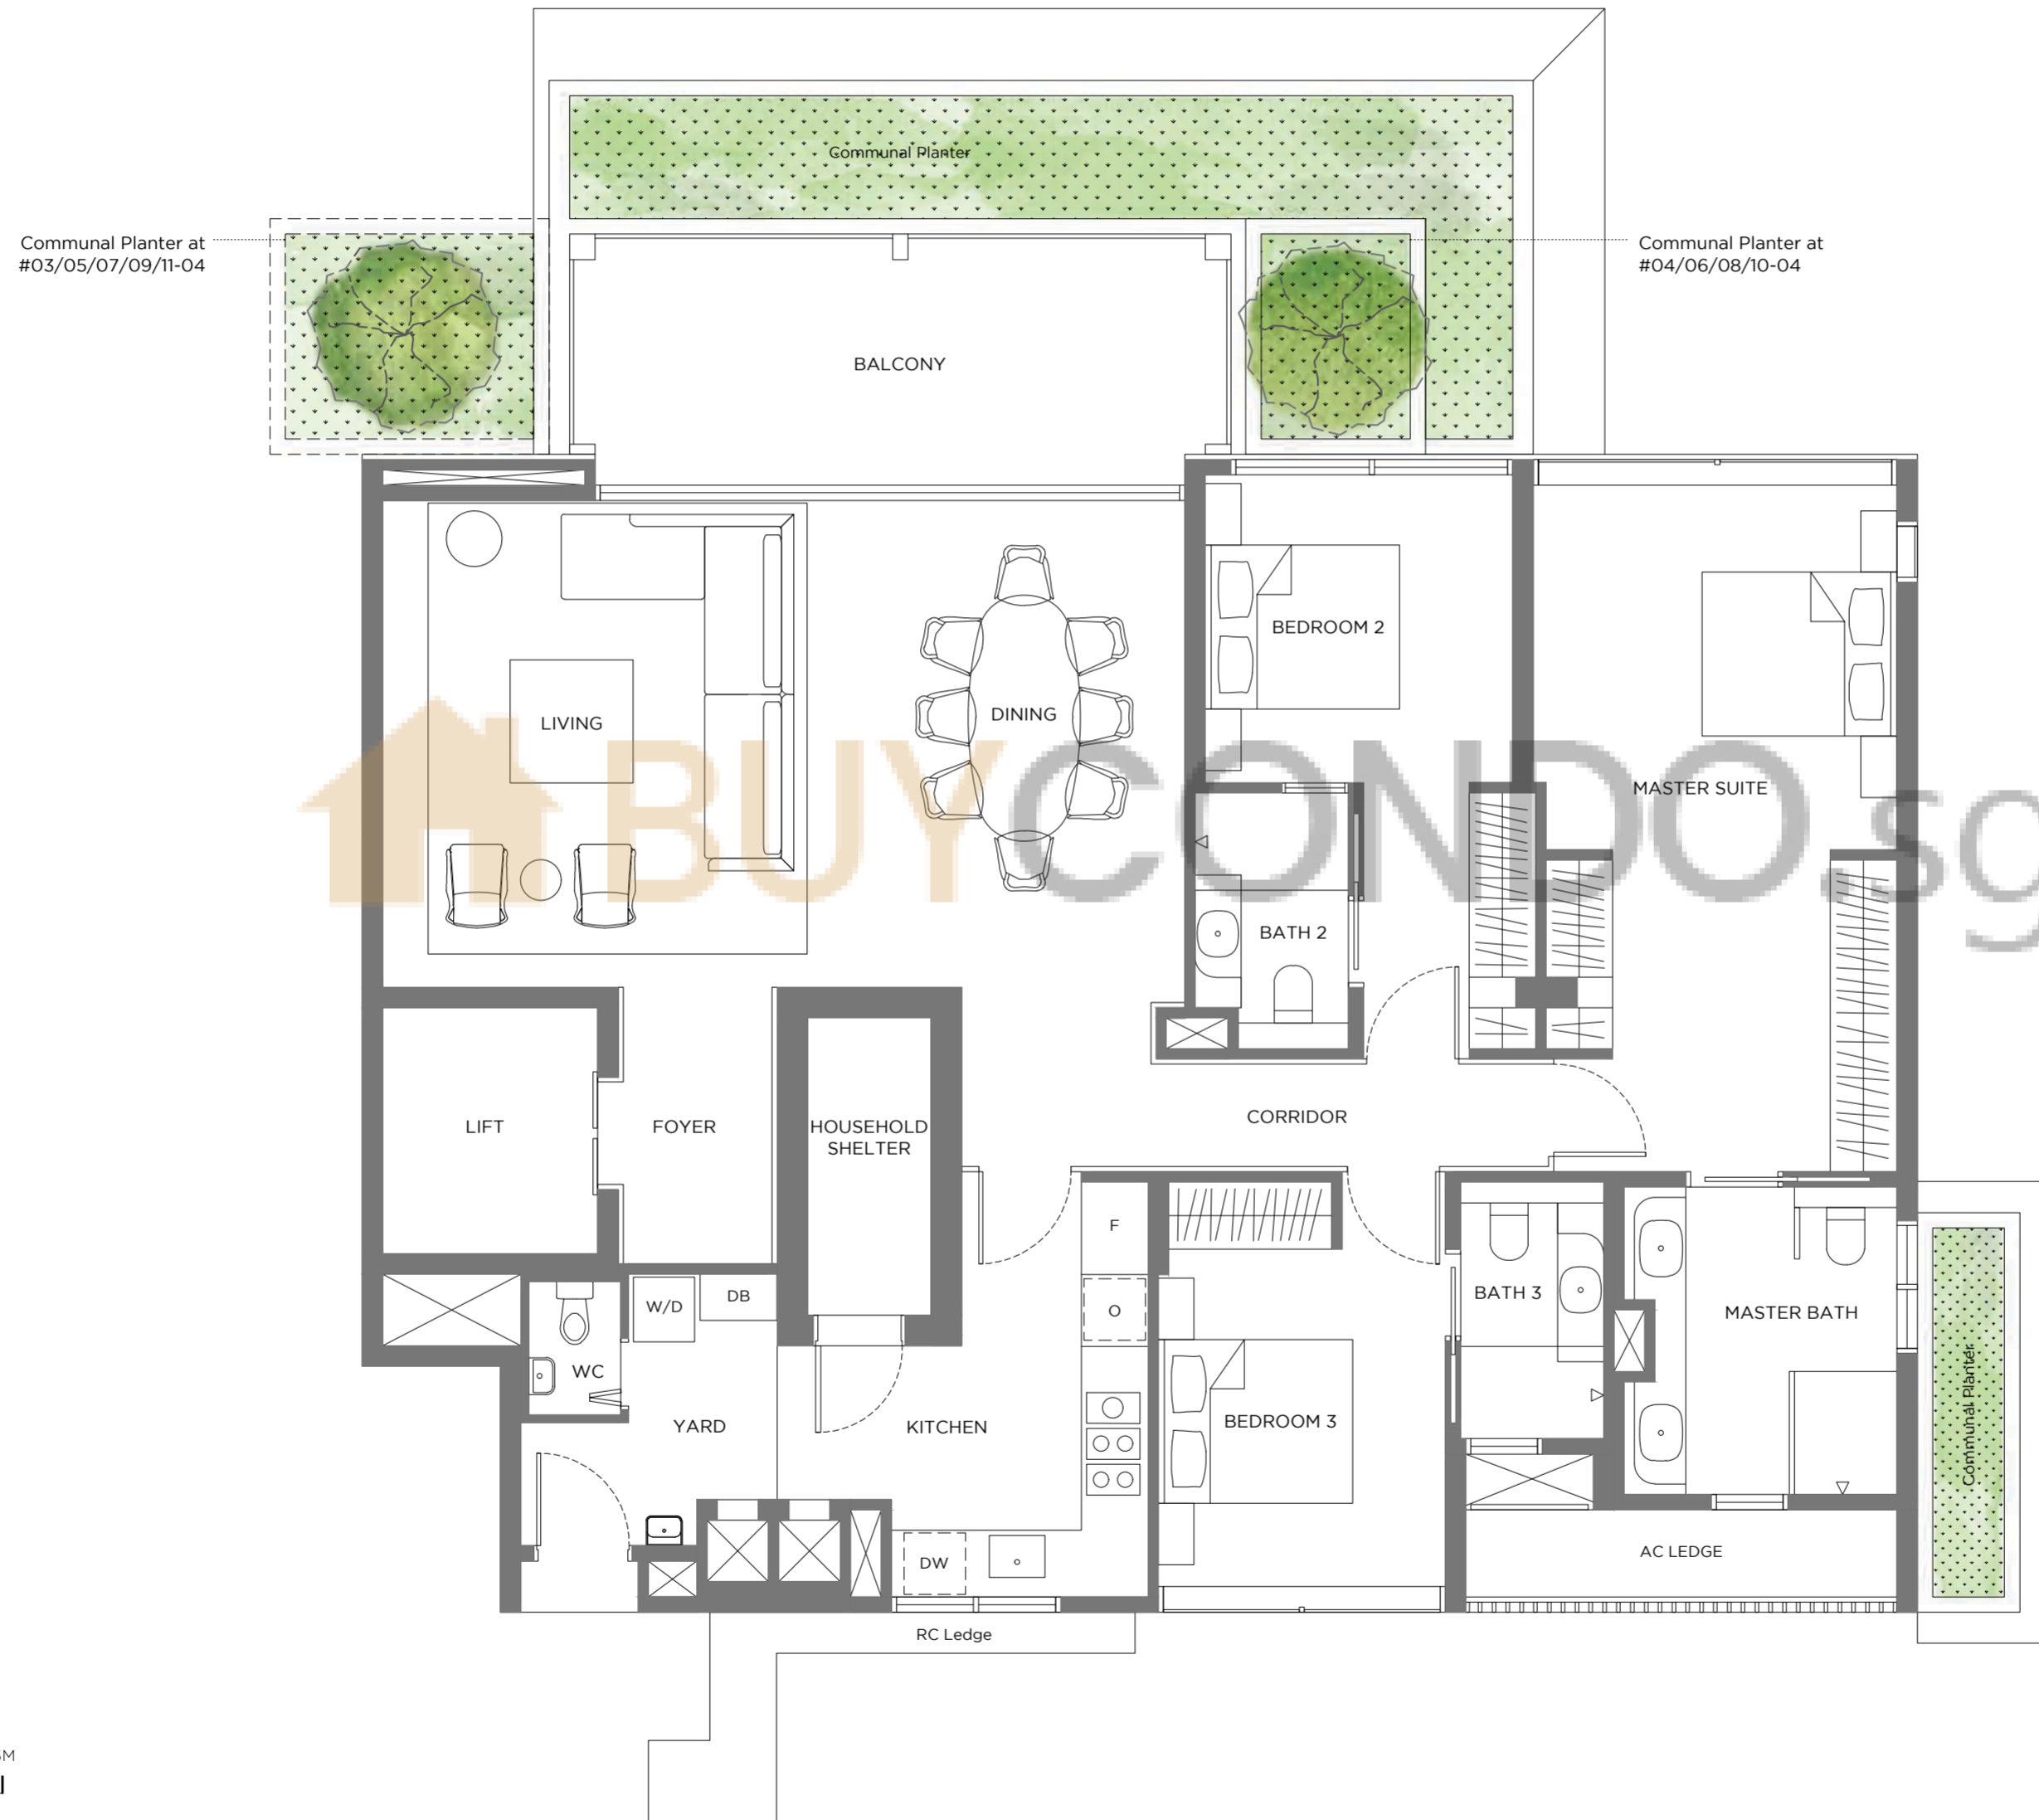 Communal Planter
Communal Planter at
#03/05/07/09/11-04
Communal Planter at
#04/06/08/10-04
BALCONY
BEDROOM 2
LIVING
DINING
MASTER SUITE
BUYCONDO.sg
BATH 2
LIFT
FOYER
HOUSEHOLD
SHELTER
CORRIDOR
F
W/D
DB
O
BATH 3
MASTER BATH
WC
YARD
KITCHEN
BEDROOM 3
Communal Planter
DW
AC LEDGE
RC Ledge